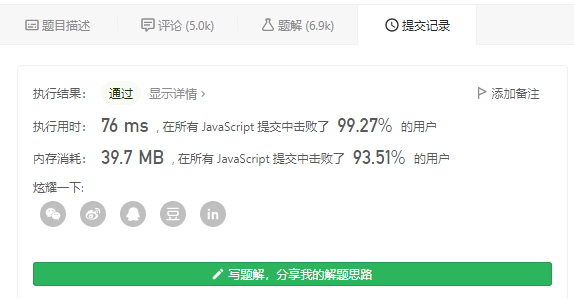 题目描述 评论 (5.0k) 题解 (6.9k) 提交记录
执行结果: 通过 显示详情 > 添加备注
执行用时: 76 ms , 在所有 JavaScript 提交中击败了 99.27% 的用户
内存消耗: 39.7 MB , 在所有 JavaScript 提交中击败了 93.51% 的用户
炫耀一下:
豆 in
写题解, 分享我的解题思路